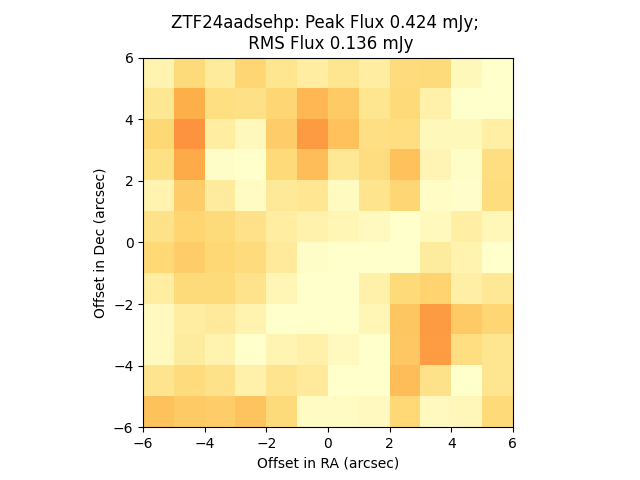 ZTF24aadsehp: Peak Flux 0.424 mJy;
RMS Flux 0.136 mJy
6
4
2
0
−2
−4
−6
Offset in Dec (arcsec)
−6 −4 −2 0 2 4 6
Offset in RA (arcsec)